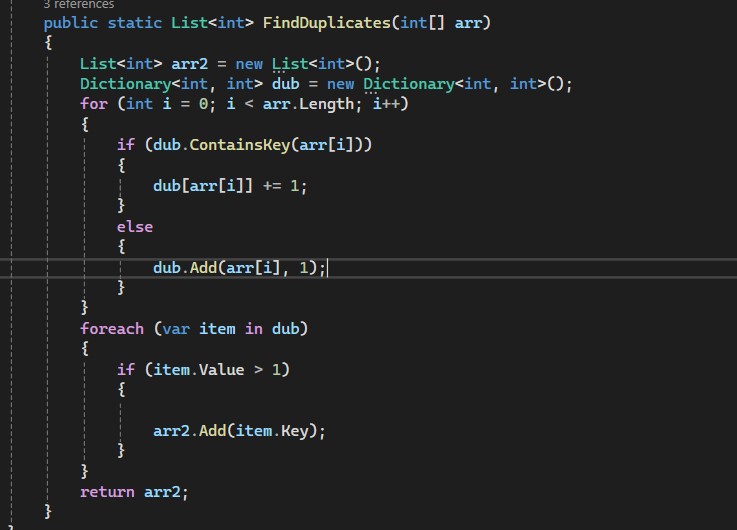 3 references
public static List<int> FindDuplicates(int[] arr)
{
List<int> arr2 = new List<int>();
Dictionary<int, int> dub = new Dictionary<int, int>();
for (int i = 0; i < arr.Length; i++)
{
if (dub.ContainsKey(arr[i]))
{
dub[arr[i]] += 1;
}
else
{
dub.Add(arr[i], 1);
}
}
foreach (var item in dub)
{
if (item.Value > 1)
{
arr2.Add(item.Key);
}
}
return arr2;
}
}